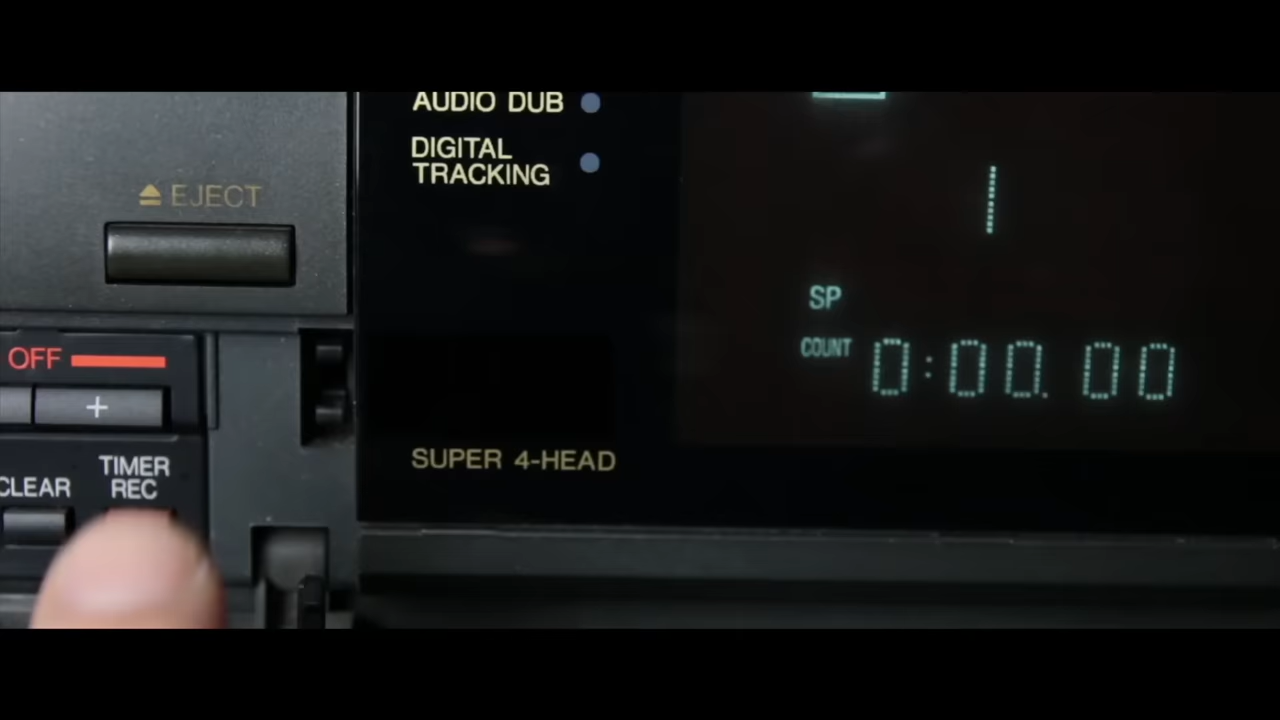 AUDIO DUB
DIGITAL
TRACKING
EJECT
SP
COUNT 0:00.00
OFF
+
TIMER
REC
CLEAR
SUPER 4-HEAD